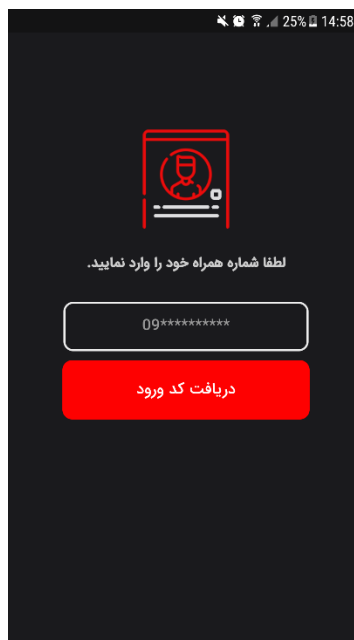 25% 14:58
لطفا شماره همراه خود را وارد نمایید.
09**********
دریافت کد ورود